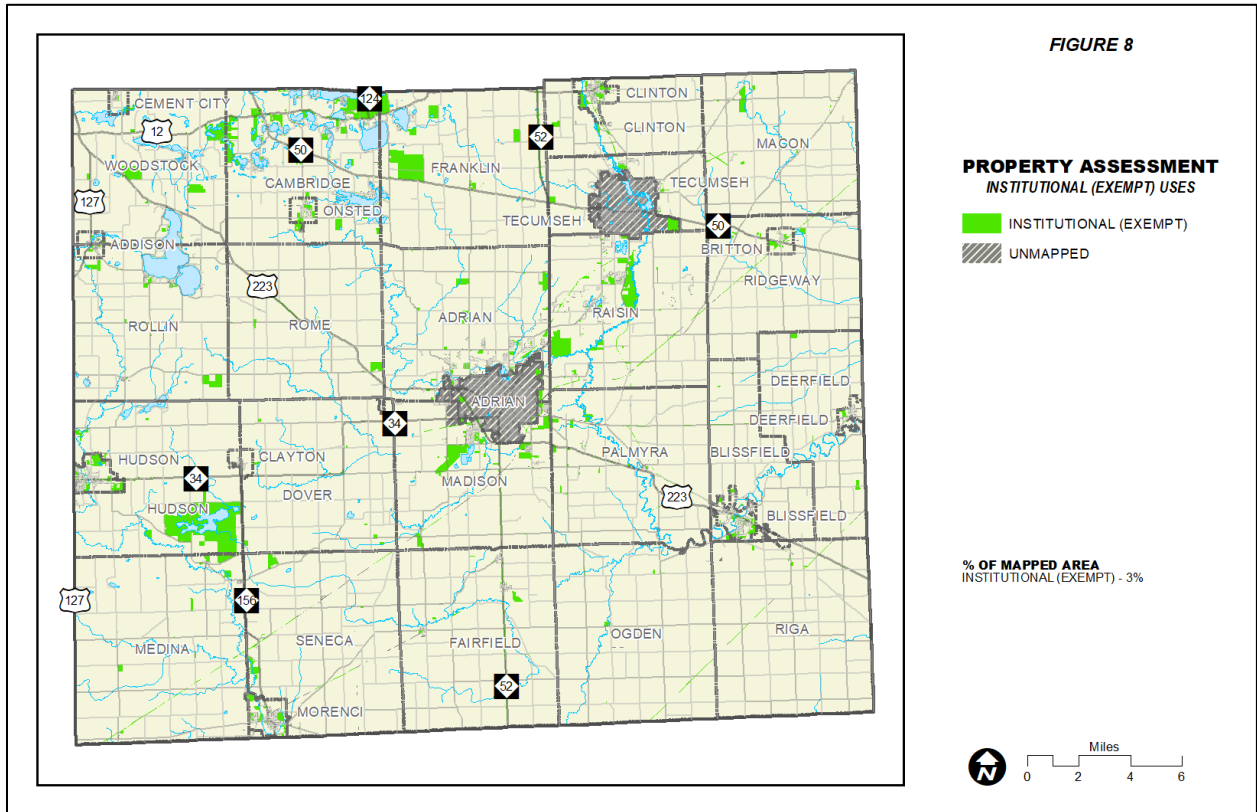 FIGURE 8
124
CEMENT CITY
CLINTON
12
52
CLINTON
50
MAGON
WOODSTOCK
FRANKLIN
CAMBRIDGE
TECUMSEH
127
ONSTED
TECUMSEH
50
ADDISON
BRITTON
223
RIDGEWAY
ROLLIN
ROME
ADRIAN
RAISIN
DEERFIELD
ADRIAN
34
DEERFIELD
HUDSON
CLAYTON
PALMYRA
BLISSFIELD
34
MADISON
DOVER
223
HUDSON
BLISSFIELD
127
156
SENECA
FAIRFIELD
OGDEN
RIGA
MEDINA
52
MORENCI
PROPERTY ASSESSMENT
INSTITUTIONAL (EXEMPT) USES
INSTITUTIONAL (EXEMPT)
UNMAPPED
% OF MAPPED AREA
INSTITUTIONAL (EXEMPT) - 3%
N
Miles
0 2 4 6